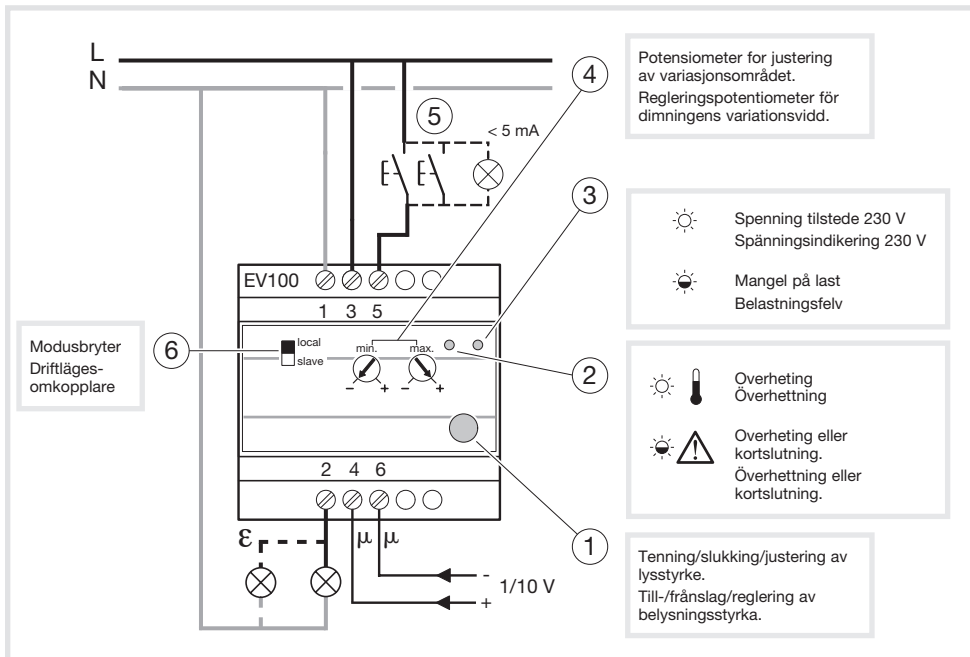 L
N
4
5
< 5 mA
3
Potensiometer for justering
av variasjonsområdet.
Regleringspotentiometer för
dimningens variationsvidd.
Spenning tilstede 230 V
Spänningsindikering 230 V
Mangel på last
Belastningsfelv
EV100
1 3 5
Modusbryter
Driftläges-
omkopplare
6
local
slave
min. max.
- + - +
2
Overheting
Överhettning
Overheting eller
kortslutning.
Överhettning eller
kortslutning.
2 4 6
1
ε
μ μ
-
1/10 V
+
Tenning/slukking/justering av
lysstyrke.
Till-/frånslag/reglering av
belysningsstyrka.